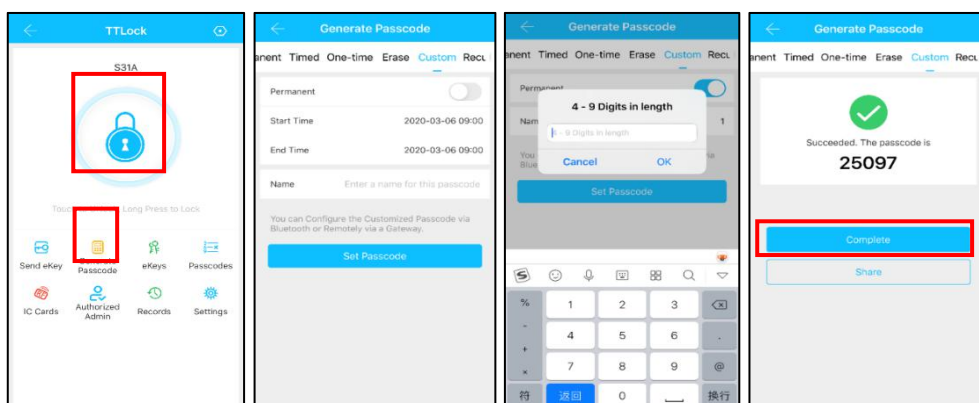 TTLock
S31A
Long Press to Lock
Send eKey
Generate Passcode
eKeys
Passcodes
IC Cards
Authorized Admin
Records
Settings
Generate Passcode
anent Timed One-time Erase Custom Recu
Permanent
Start Time 2020-03-06 09:00
End Time 2020-03-06 09:00
Name Enter a name for this passcode
You can Configure the Customized Passcode via
Bluetooth or Remotely via a Gateway.
Set Passcode
Generate Passcode
anent Timed One-time Erase Custom Recu
Permanent
4 - 9 Digits in length
Nam 1
4 - 9 Digits in length
You
Blue
Cancel OK
Set Passcode
% 1 2 3
- 4 5 6 .
+
× 7 8 9 @
符 返回 0 换行
Generate Passcode
anent Timed One-time Erase Custom Recu
Succeeded. The passcode is
25097
Complete
Share